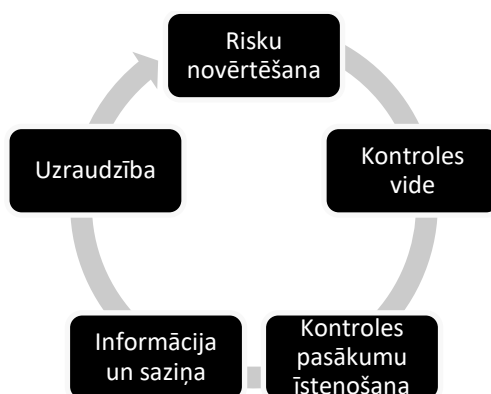 Risku
novērtēšana
Kontroles
vide
Kontroles
pasākumu
īstenošana
Informācija
un saziņa
Uzraudzība